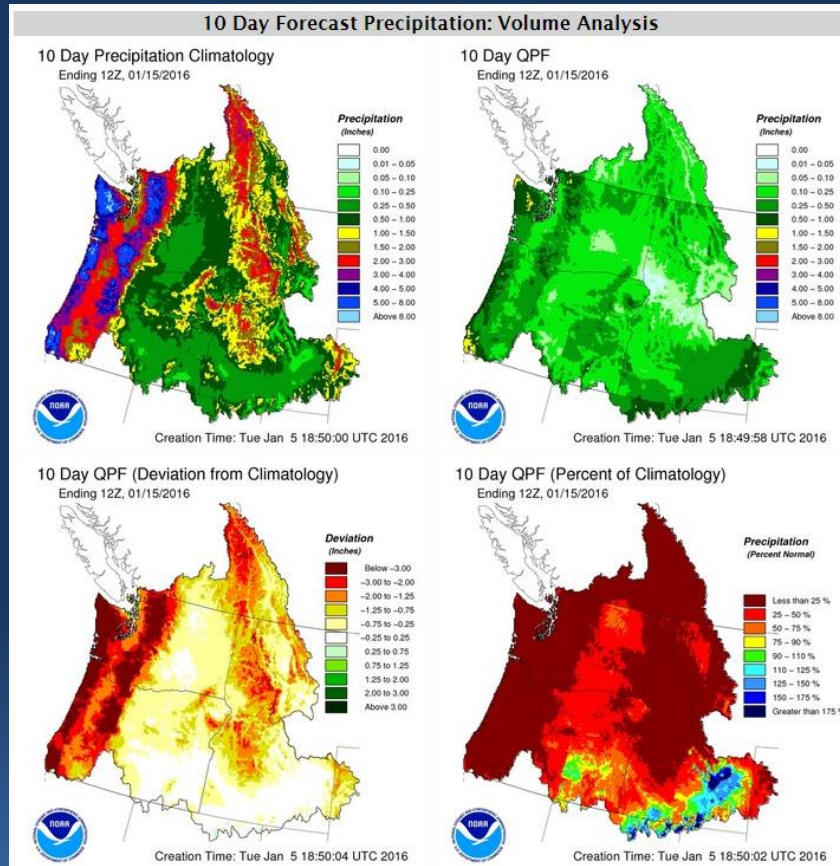 10 Day Forecast Precipitation: Volume Analysis
10 Day Precipitation Climatology
Ending 12Z, 01/15/2016
Precipitation
(Inches)
0.00
0.01 – 0.05
0.05 – 0.10
0.10 – 0.25
0.25 – 0.50
0.50 – 1.00
1.00 – 1.50
1.50 – 2.00
2.00 – 3.00
3.00 – 4.00
4.00 – 5.00
5.00 – 8.00
Above 8.00
NOAA
Creation Time: Tue Jan 5 18:50:00 UTC 2016
10 Day QPF
Ending 12Z, 01/15/2016
Precipitation
(Inches)
0.00
0.01 – 0.05
0.05 – 0.10
0.10 – 0.25
0.25 – 0.50
0.50 – 1.00
1.00 – 1.50
1.50 – 2.00
2.00 – 3.00
3.00 – 4.00
4.00 – 5.00
5.00 – 8.00
Above 8.00
NOAA
Creation Time: Tue Jan 5 18:49:58 UTC 2016
10 Day QPF (Deviation from Climatology)
Ending 12Z, 01/15/2016
Deviation
(Inches)
Below −3.00
−3.00 to −2.00
−2.00 to −1.25
−1.25 to −0.75
−0.75 to −0.25
−0.25 to 0.25
0.25 to 0.75
0.75 to 1.25
1.25 to 2.00
2.00 to 3.00
Above 3.00
NOAA
Creation Time: Tue Jan 5 18:50:04 UTC 2016
10 Day QPF (Percent of Climatology)
Ending 12Z, 01/15/2016
Precipitation
(Percent Normal)
Less than 25 %
25 – 50 %
50 – 75 %
75 – 90 %
90 – 110 %
110 – 125 %
125 – 150 %
150 – 175 %
Greater than 175 %
NOAA
Creation Time: Tue Jan 5 18:50:02 UTC 2016